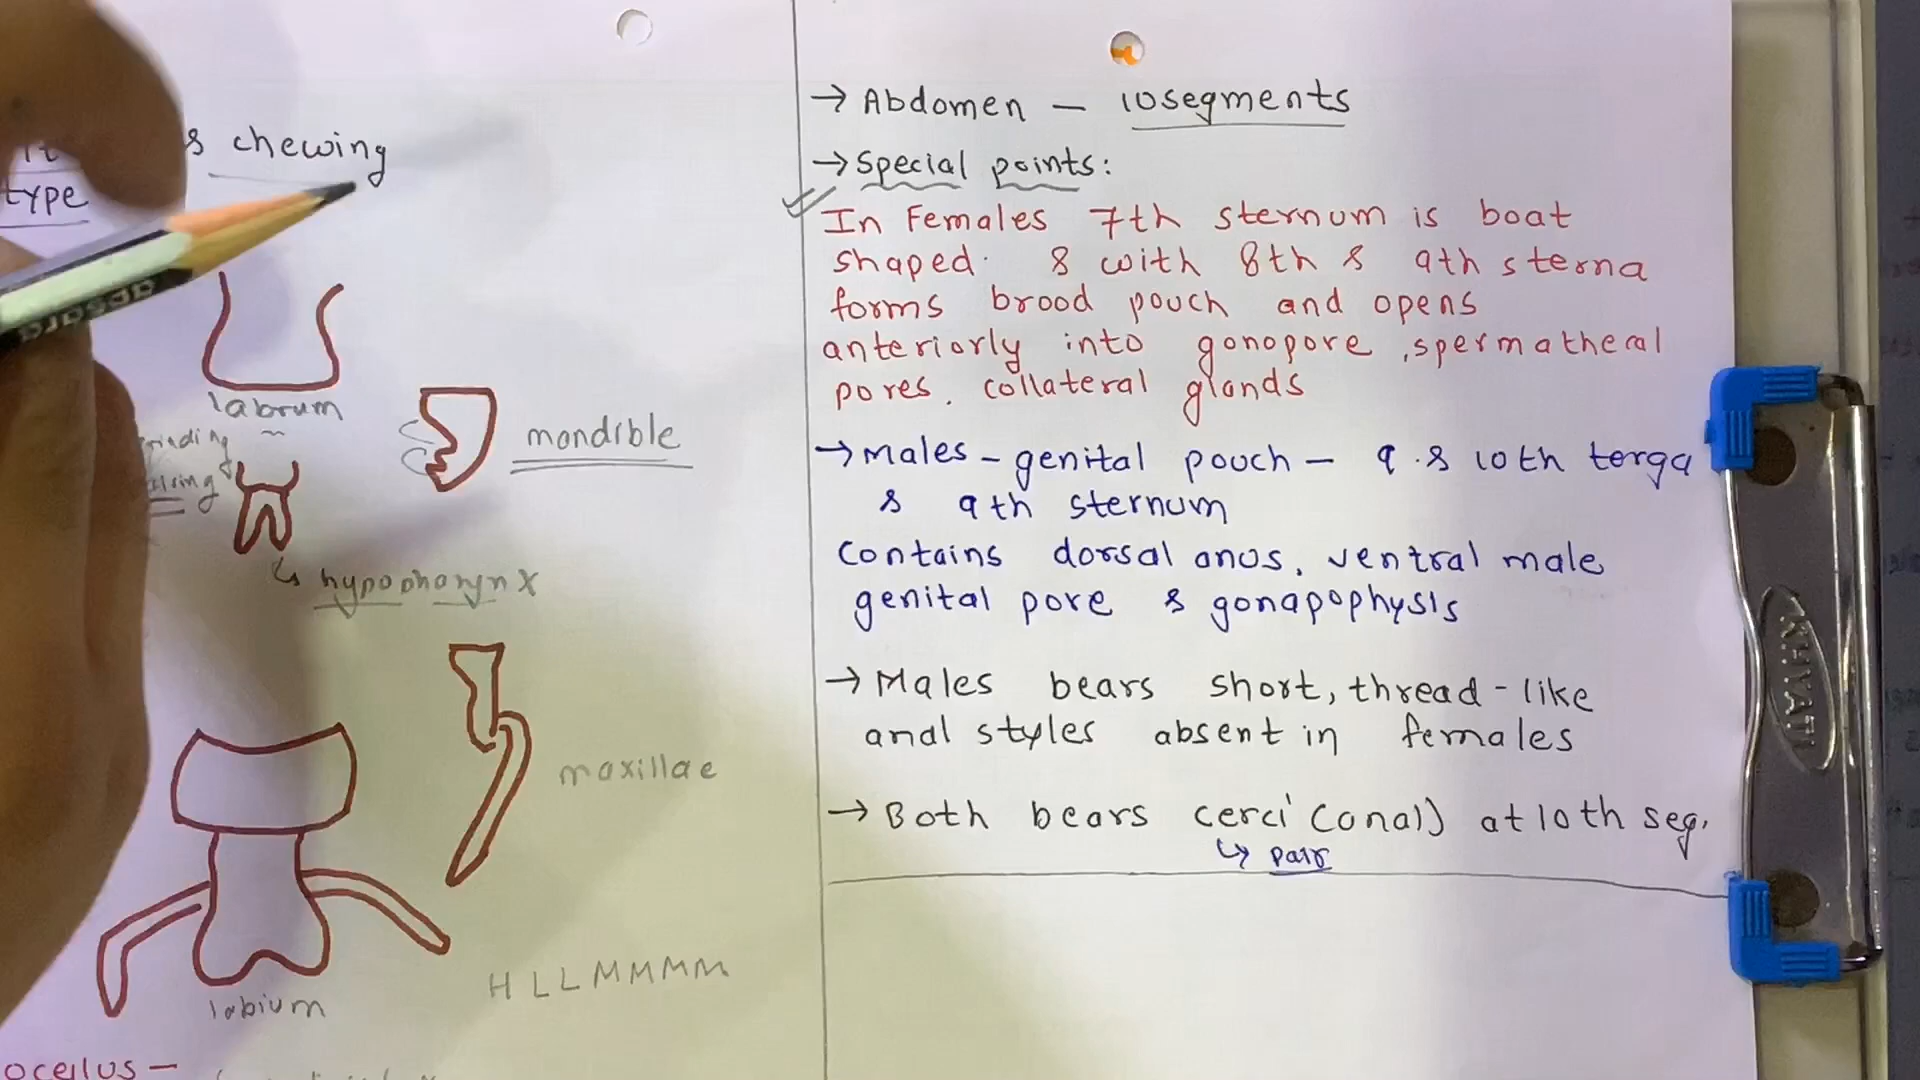 & chewing
type
labrum
mandible
hypopharynx
maxillae
labium
H L L M M M M
ocellus —
→ Abdomen — 10segments
→ Special points:
In Females 7th sternum is boat
shaped. & with 8th & 9th sterna
forms brood pouch and opens
anteriorly into gonopore, spermathecal
pores, collateral glands
→ Males - genital pouch - 9 & 10th terga
& 9th sternum
Contains dorsal anus, ventral male
genital pore & gonapophysis
→ Males bears short, thread-like
anal styles absent in females
→ Both bears cerci (anal) at 10th seg.
↳ pair
KHYATI